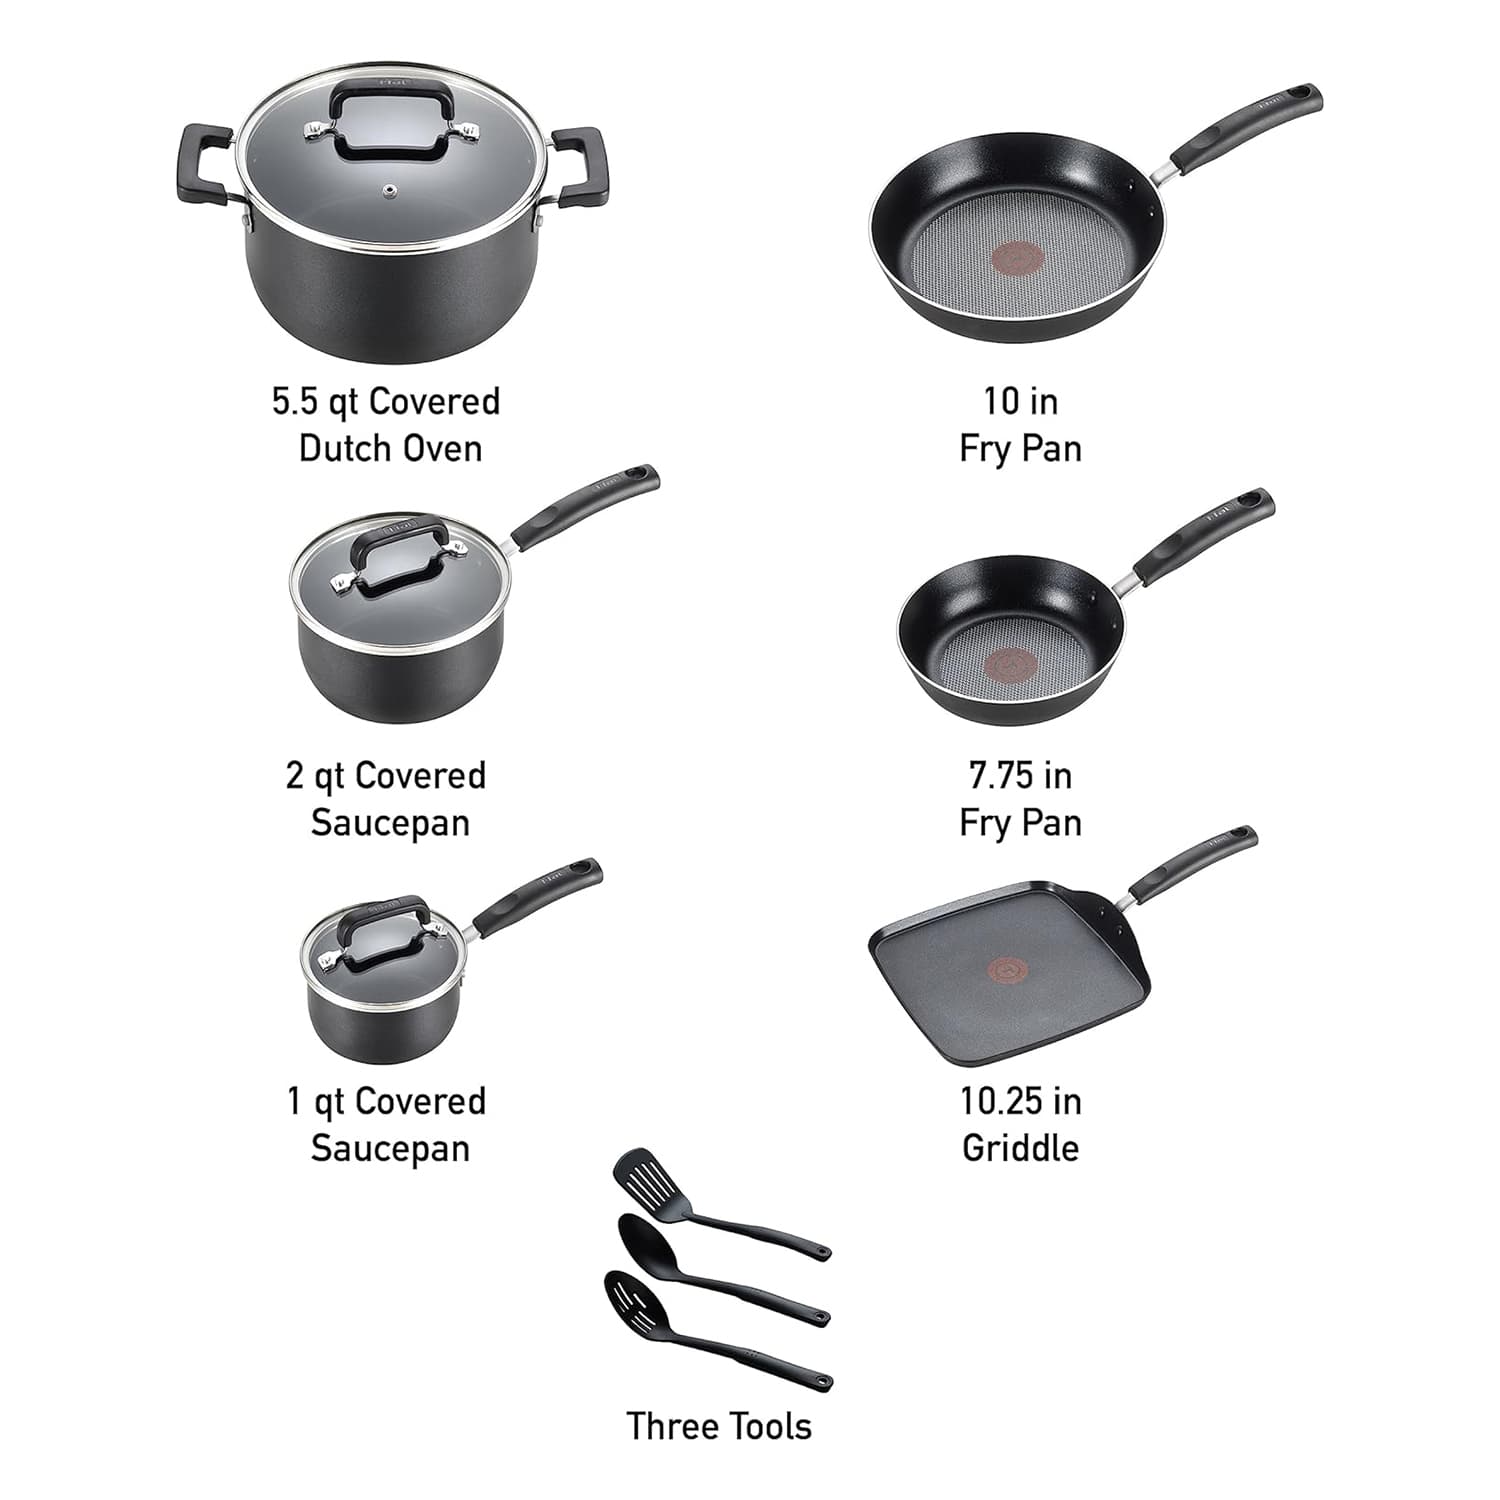 5.5 qt Covered
Dutch Oven
10 in
Fry Pan
2 qt Covered
Saucepan
7.75 in
Fry Pan
1 qt Covered
Saucepan
10.25 in
Griddle
Three Tools